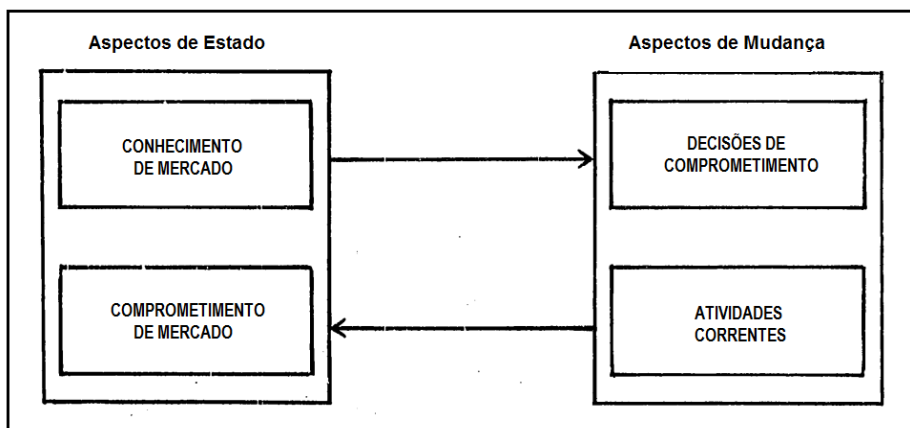 Aspectos de Estado
Aspectos de Mudança
CONHECIMENTO
DE MERCADO
DECISÕES DE
COMPROMETIMENTO
COMPROMETIMENTO
DE MERCADO
ATIVIDADES
CORRENTES